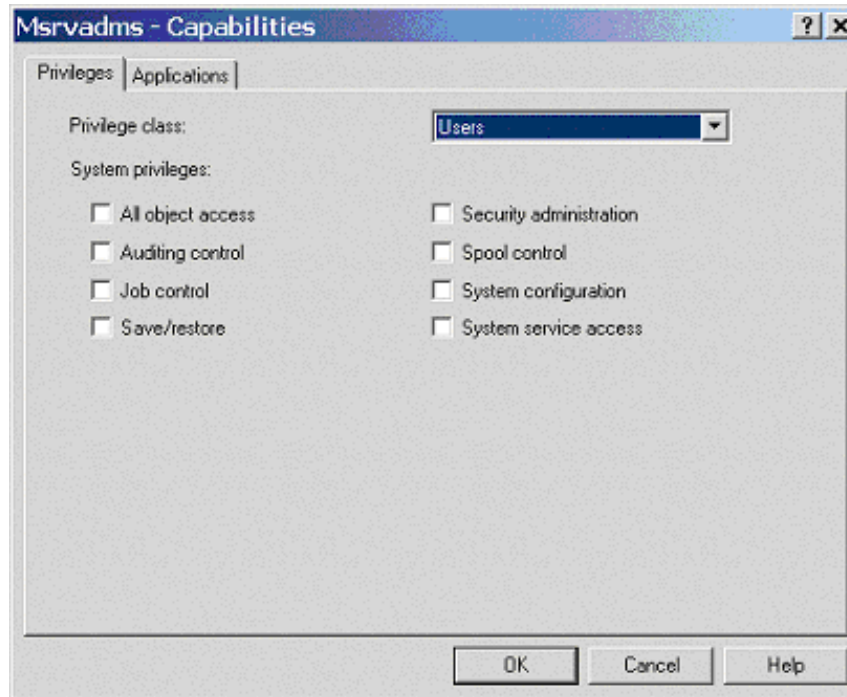 Msrvadms - Capabilities
Privileges Applications
Privilege class: Users
System privileges:
All object access Security administration
Auditing control Spool control
Job control System configuration
Save/restore System service access
OK Cancel Help